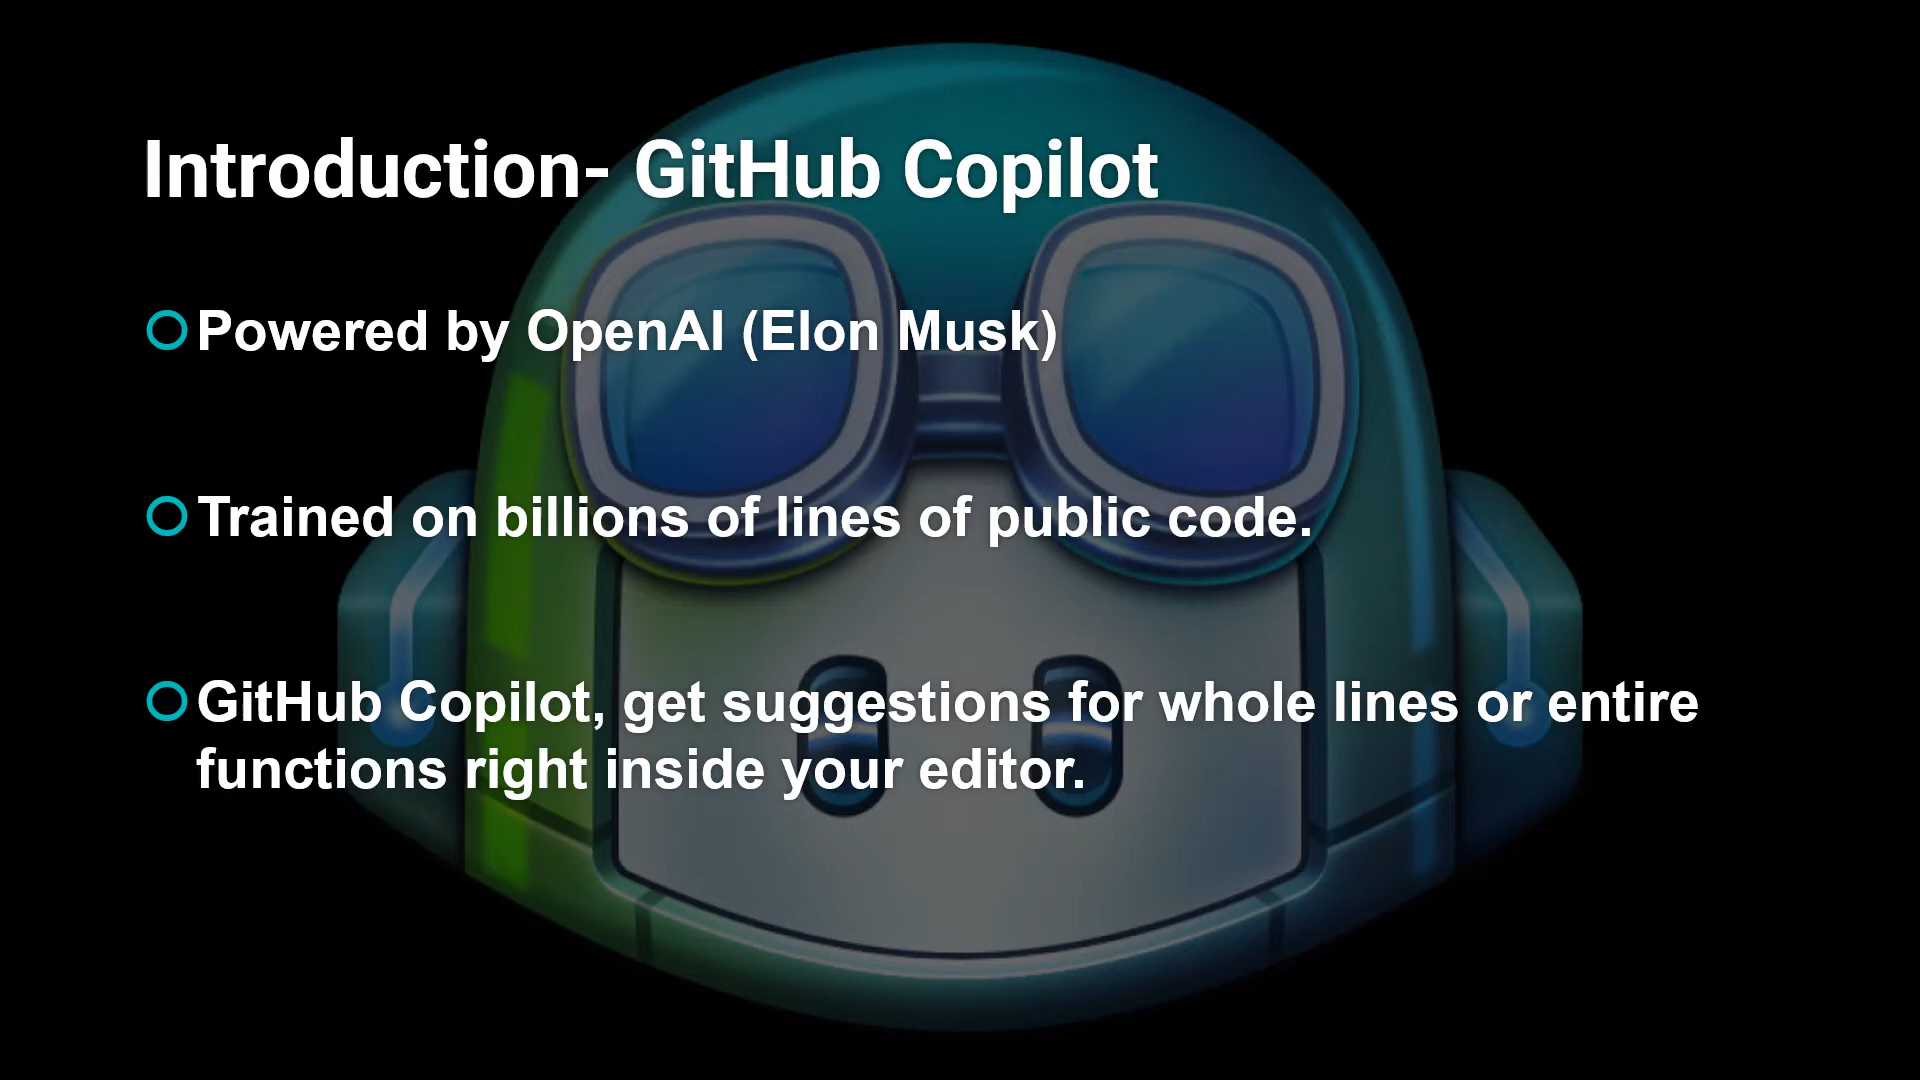 Introduction- GitHub Copilot
Powered by OpenAI (Elon Musk)
Trained on billions of lines of public code.
GitHub Copilot, get suggestions for whole lines or entire
functions right inside your editor.